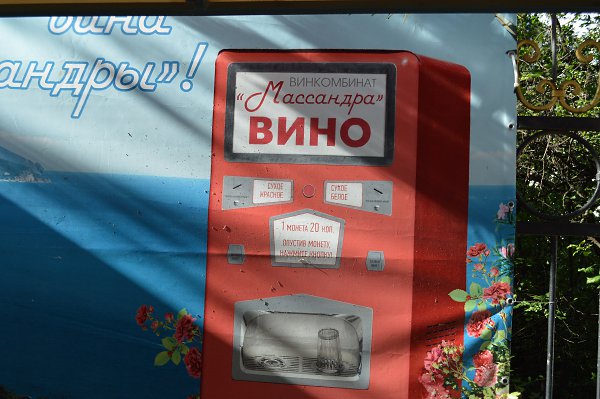 вина
андры"!
ВИНКОМБИНАТ
"Массандра"
ВИНО
СУХОЕ
КРАСНОЕ
СУХОЕ
БЕЛОЕ
1 МОНЕТА 20 КОП.
ОПУСТИВ МОНЕТУ,
НАЖМИТЕ КНОПКУ